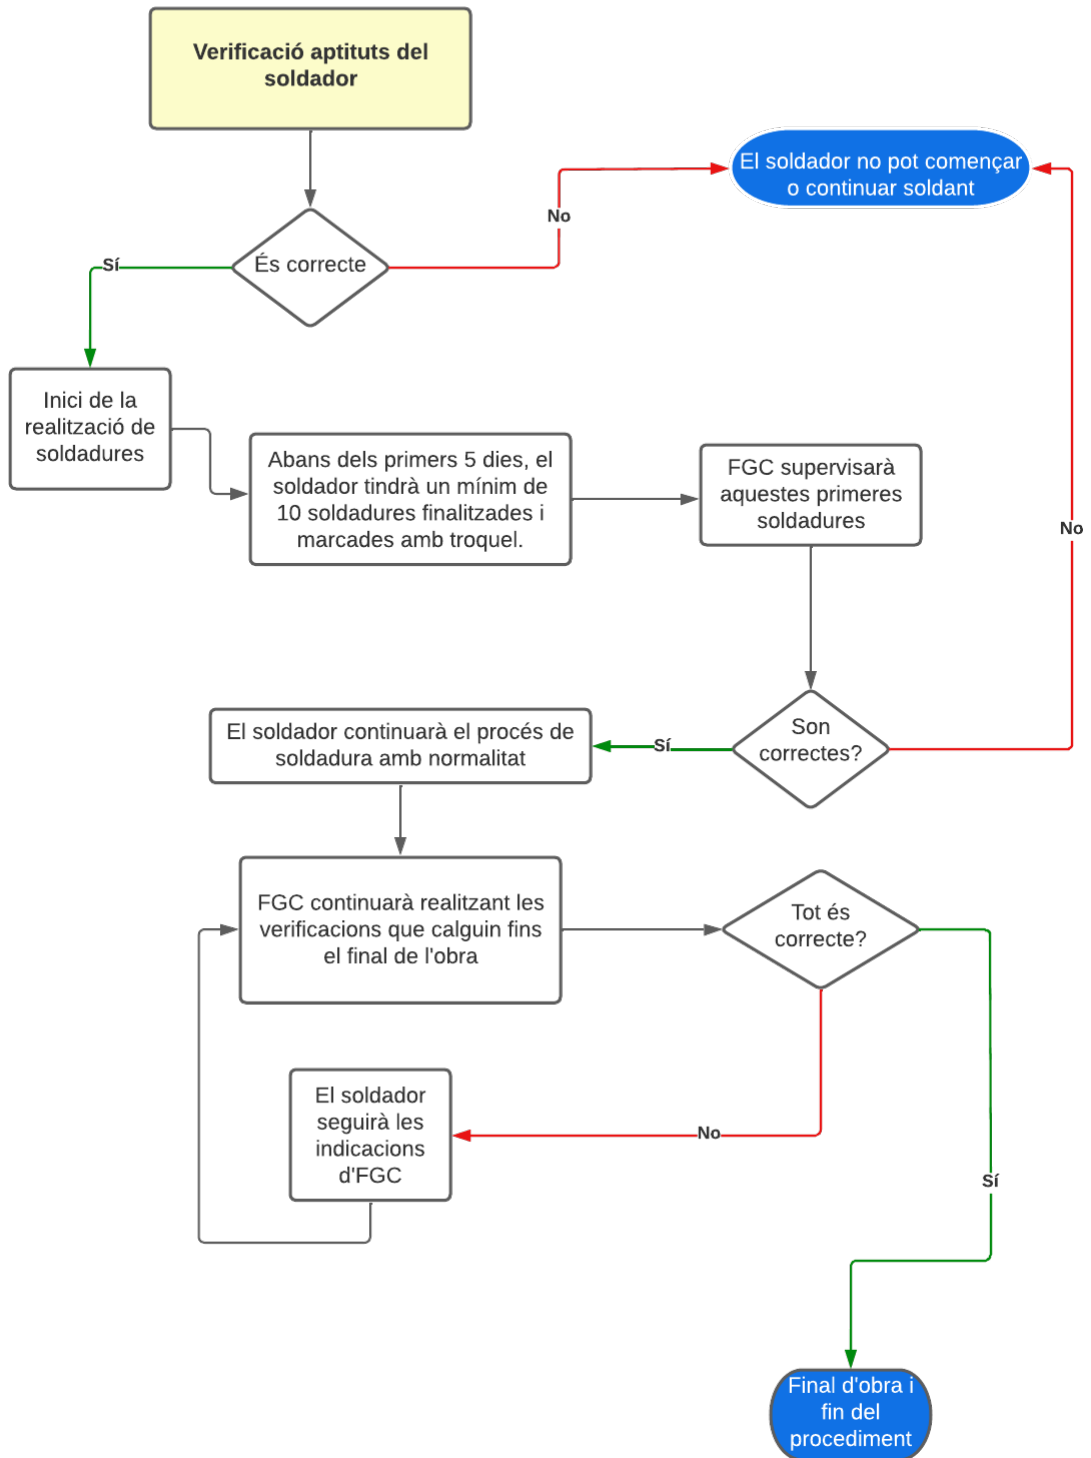 Verificació aptituts del
soldador
El soldador no pot començar
o continuar soldant
No
És correcte
Sí
Inici de la
realització de
soldadures
Abans dels primers 5 dies, el
soldador tindrà un mínim de
10 soldadures finalitzades i
marcades amb troquel.
FGC supervisarà
aquestes primeres
soldadures
No
Son
correctes?
Sí
El soldador continuarà el procés de
soldadura amb normalitat
FGC continuarà realitzant les
verificacions que calguin fins
el final de l'obra
Tot és
correcte?
El soldador
seguirà les
indicacions
d'FGC
No
Sí
Final d'obra i
fin del
procediment